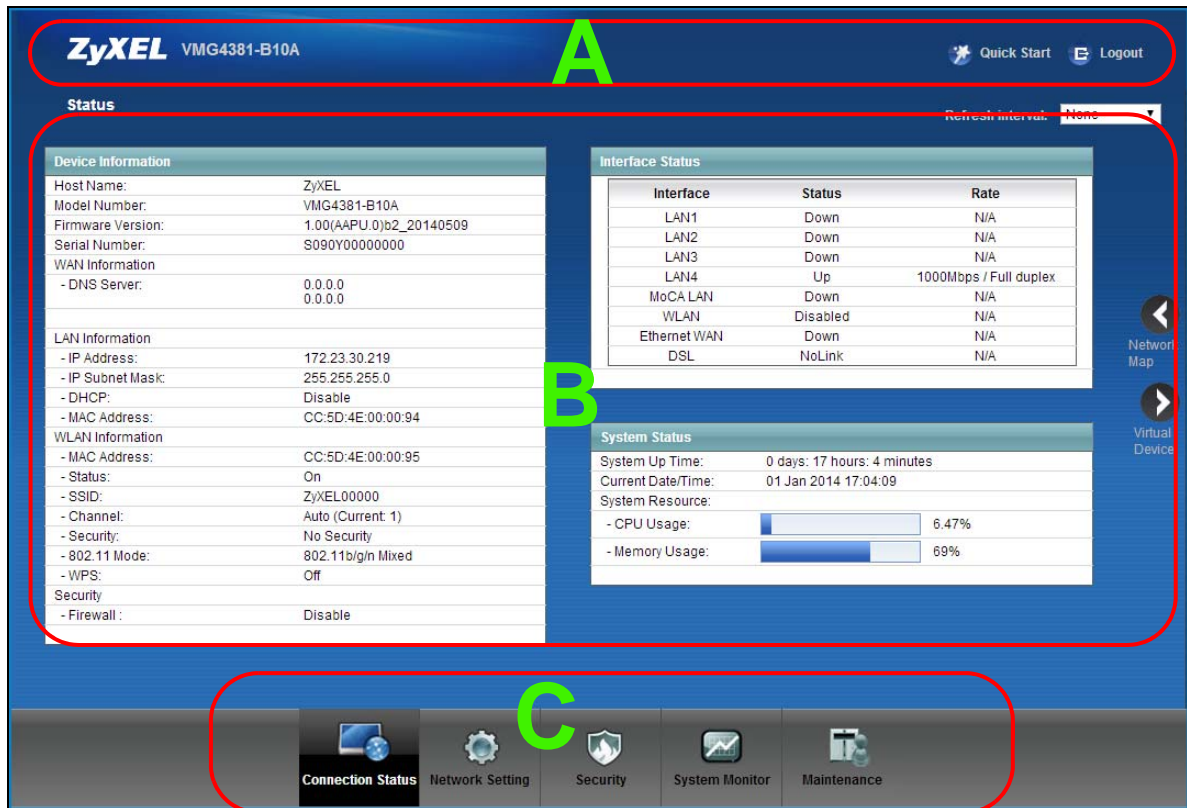 ZyXEL VMG4381-B10A
A
Quick Start Logout
Status
Refresh Interval: None
Device Information
Host Name: ZyXEL
Model Number: VMG4381-B10A
Firmware Version: 1.00(AAPU.0)b2_20140509
Serial Number: S090Y00000000
WAN Information
- DNS Server: 0.0.0.0
0.0.0.0
LAN Information
- IP Address: 172.23.30.219
- IP Subnet Mask: 255.255.255.0
- DHCP: Disable
- MAC Address: CC:5D:4E:00:00:94
WLAN Information
- MAC Address: CC:5D:4E:00:00:95
- Status: On
- SSID: ZyXEL00000
- Channel: Auto (Current: 1)
- Security: No Security
- 802.11 Mode: 802.11b/g/n Mixed
- WPS: Off
Security
- Firewall : Disable
B
Interface Status
Interface Status Rate
LAN1 Down N/A
LAN2 Down N/A
LAN3 Down N/A
LAN4 Up 1000Mbps / Full duplex
MoCA LAN Down N/A
WLAN Disabled N/A
Ethernet WAN Down N/A
DSL NoLink N/A
System Status
System Up Time: 0 days: 17 hours: 4 minutes
Current Date/Time: 01 Jan 2014 17:04:09
System Resource:
- CPU Usage: 6.47%
- Memory Usage: 69%
Network
Map
Virtual
Device
C
Connection Status Network Setting Security System Monitor Maintenance